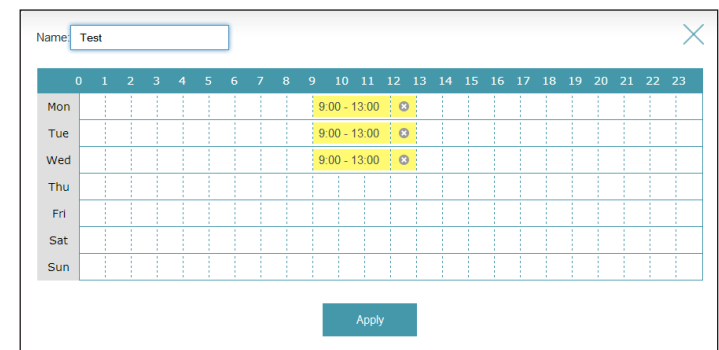 Name: Test
0 1 2 3 4 5 6 7 8 9 10 11 12 13 14 15 16 17 18 19 20 21 22 23
Mon 9:00 - 13:00
Tue 9:00 - 13:00
Wed 9:00 - 13:00
Thu
Fri
Sat
Sun
Apply